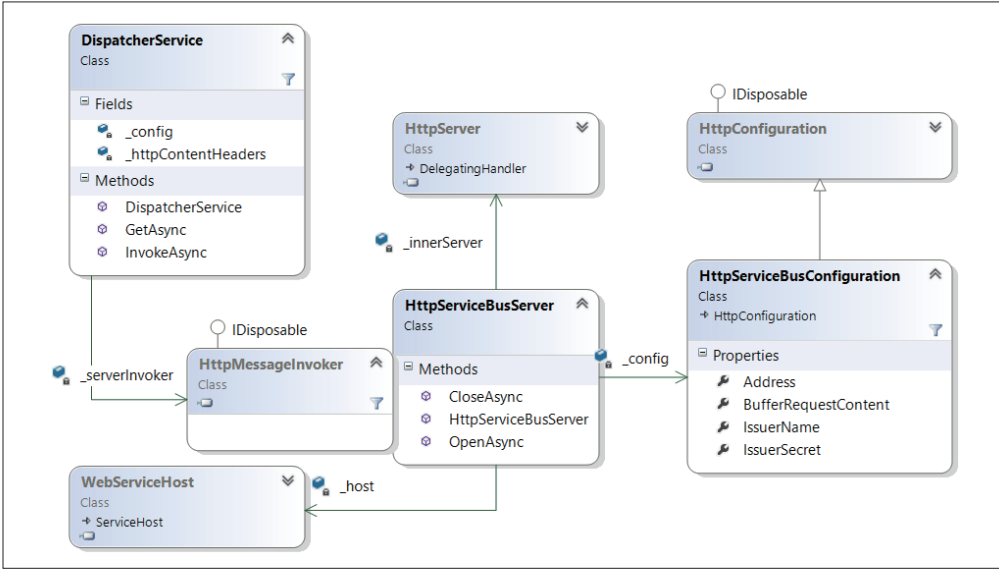 DispatcherService
Class
Fields
_config
_httpContentHeaders
Methods
DispatcherService
GetAsync
InvokeAsync
HttpServer
Class
DelegatingHandler
IDisposable
HttpConfiguration
Class
_innerServer
HttpServiceBusServer
Class
Methods
CloseAsync
HttpServiceBusServer
OpenAsync
_config
HttpServiceBusConfiguration
Class
HttpConfiguration
Properties
Address
BufferRequestContent
IssuerName
IssuerSecret
_serverInvoker
IDisposable
HttpMessageInvoker
Class
_host
WebServiceHost
Class
ServiceHost